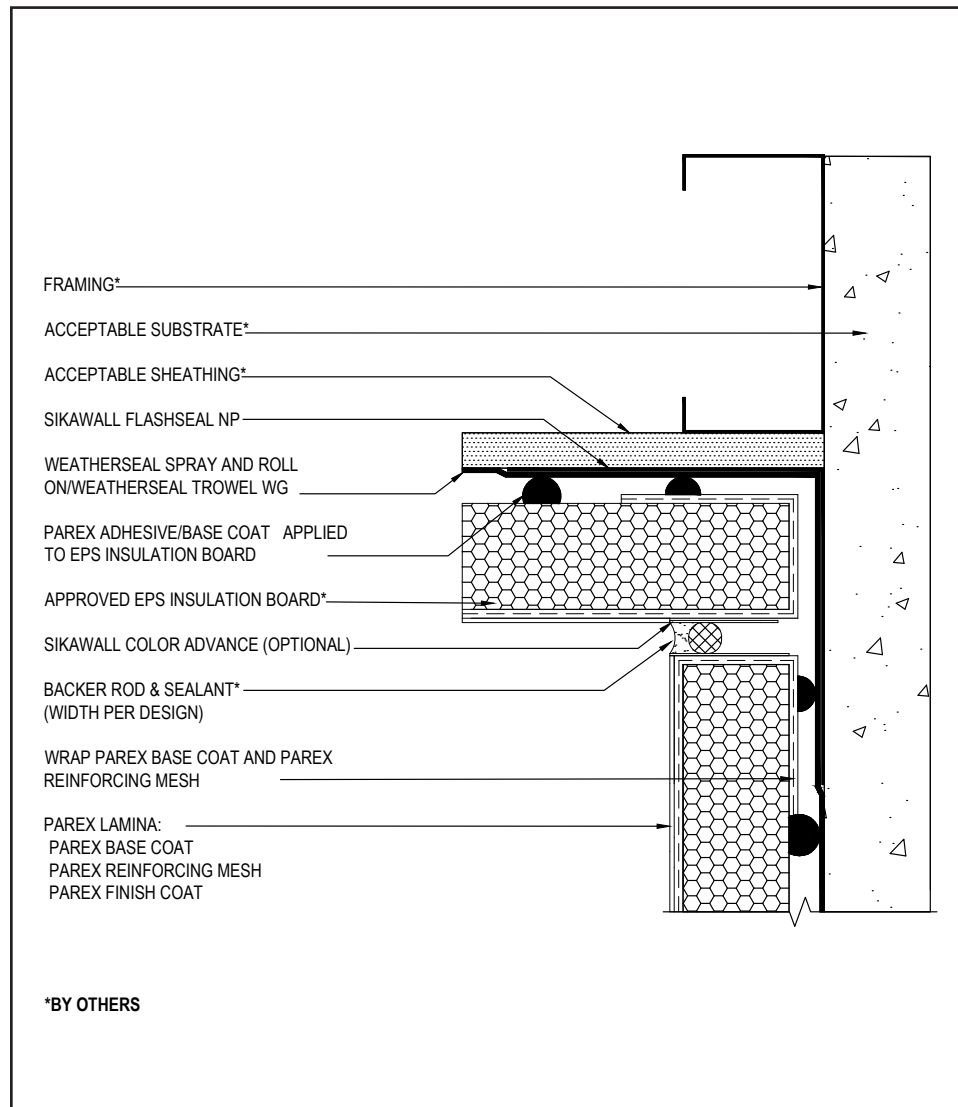 FRAMING*
ACCEPTABLE SUBSTRATE*
ACCEPTABLE SHEATHING*
SIKAWALL FLASHSEAL NP
WEATHERSEAL SPRAY AND ROLL
ON/WEATHERSEAL TROWEL WG
PAREX ADHESIVE/BASE COAT APPLIED
TO EPS INSULATION BOARD
APPROVED EPS INSULATION BOARD*
SIKAWALL COLOR ADVANCE (OPTIONAL)
BACKER ROD & SEALANT*
(WIDTH PER DESIGN)
WRAP PAREX BASE COAT AND PAREX
REINFORCING MESH
PAREX LAMINA:
PAREX BASE COAT
PAREX REINFORCING MESH
PAREX FINISH COAT
*BY OTHERS